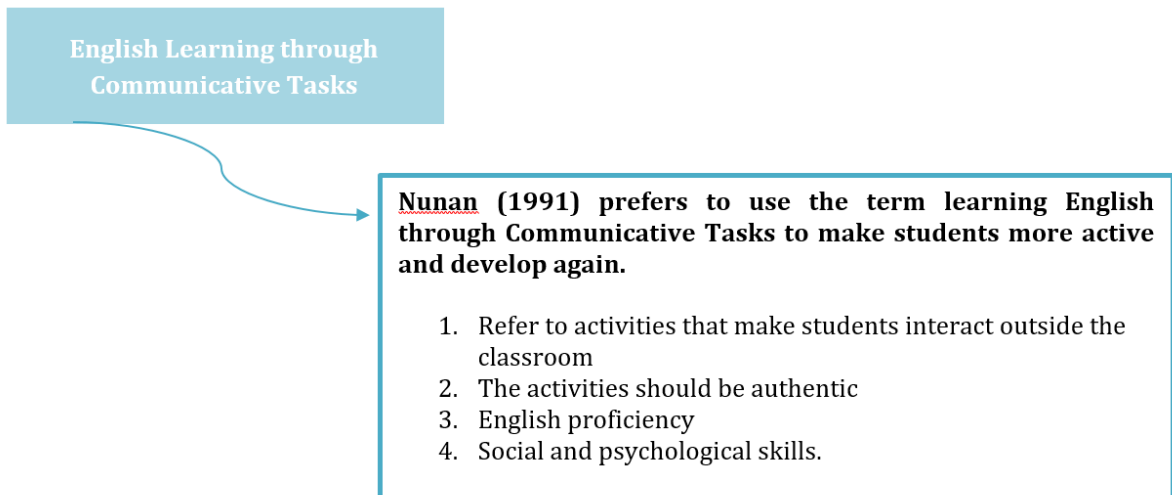 English Learning through
Communicative Tasks
Nunan (1991) prefers to use the term learning English
through Communicative Tasks to make students more active
and develop again.
1. Refer to activities that make students interact outside the
classroom
2. The activities should be authentic
3. English proficiency
4. Social and psychological skills.